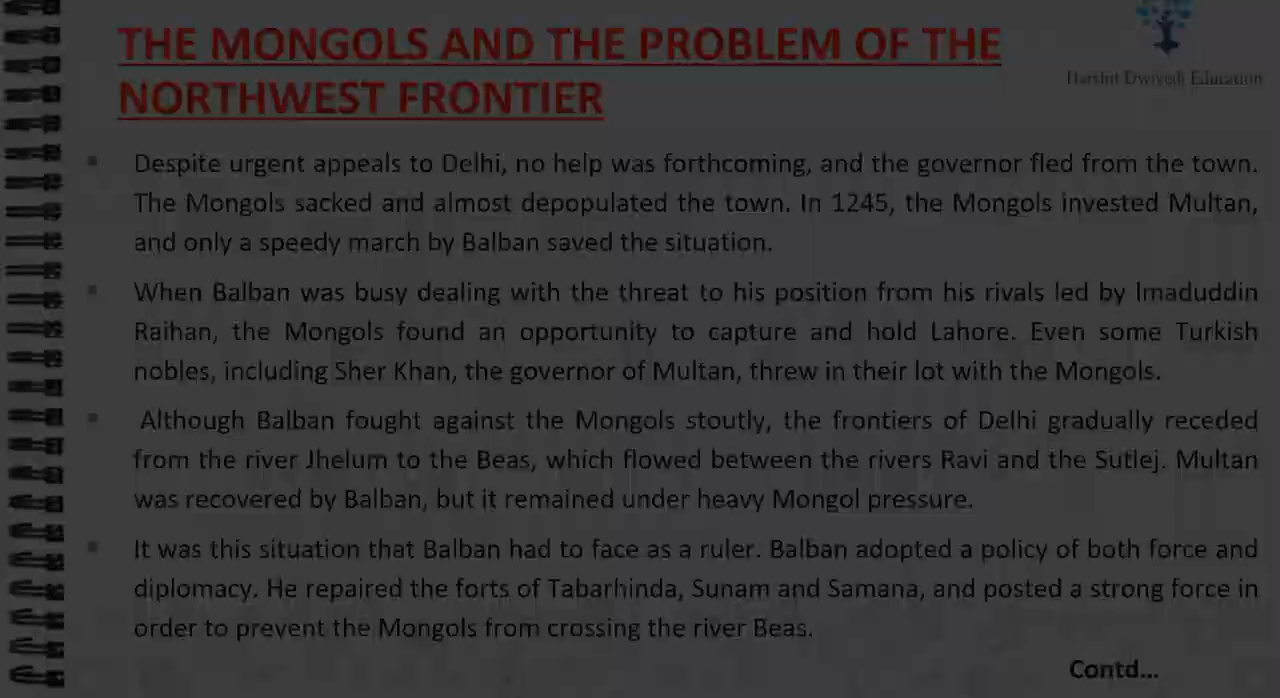 THE MONGOLS AND THE PROBLEM OF THE
NORTHWEST FRONTIER
Harshit Dwivedi Education
▪ Despite urgent appeals to Delhi, no help was forthcoming, and the governor fled from the town.
The Mongols sacked and almost depopulated the town. In 1245, the Mongols invested Multan,
and only a speedy march by Balban saved the situation.
▪ When Balban was busy dealing with the threat to his position from his rivals led by Imaduddin
Raihan, the Mongols found an opportunity to capture and hold Lahore. Even some Turkish
nobles, including Sher Khan, the governor of Multan, threw in their lot with the Mongols.
▪ Although Balban fought against the Mongols stoutly, the frontiers of Delhi gradually receded
from the river Jhelum to the Beas, which flowed between the rivers Ravi and the Sutlej. Multan
was recovered by Balban, but it remained under heavy Mongol pressure.
▪ It was this situation that Balban had to face as a ruler. Balban adopted a policy of both force and
diplomacy. He repaired the forts of Tabarhinda, Sunam and Samana, and posted a strong force in
order to prevent the Mongols from crossing the river Beas.
Contd...